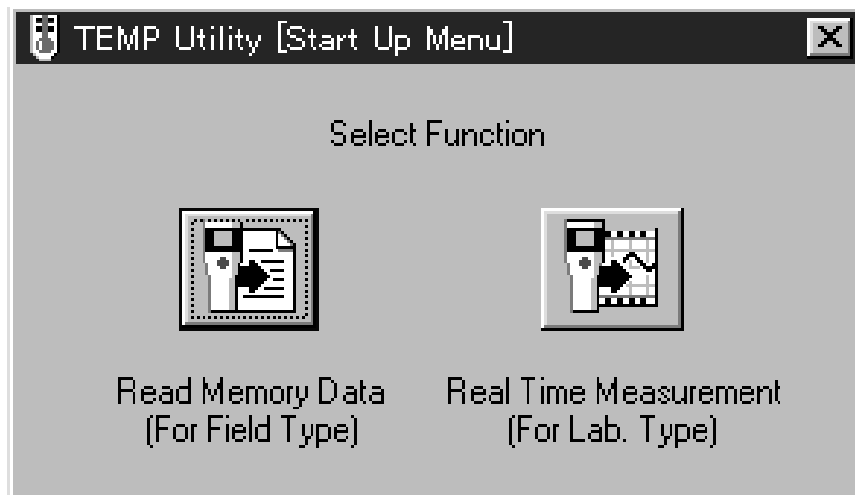 TEMP Utility [Start Up Menu]
Select Function
Read Memory Data
(For Field Type)
Real Time Measurement
(For Lab. Type)